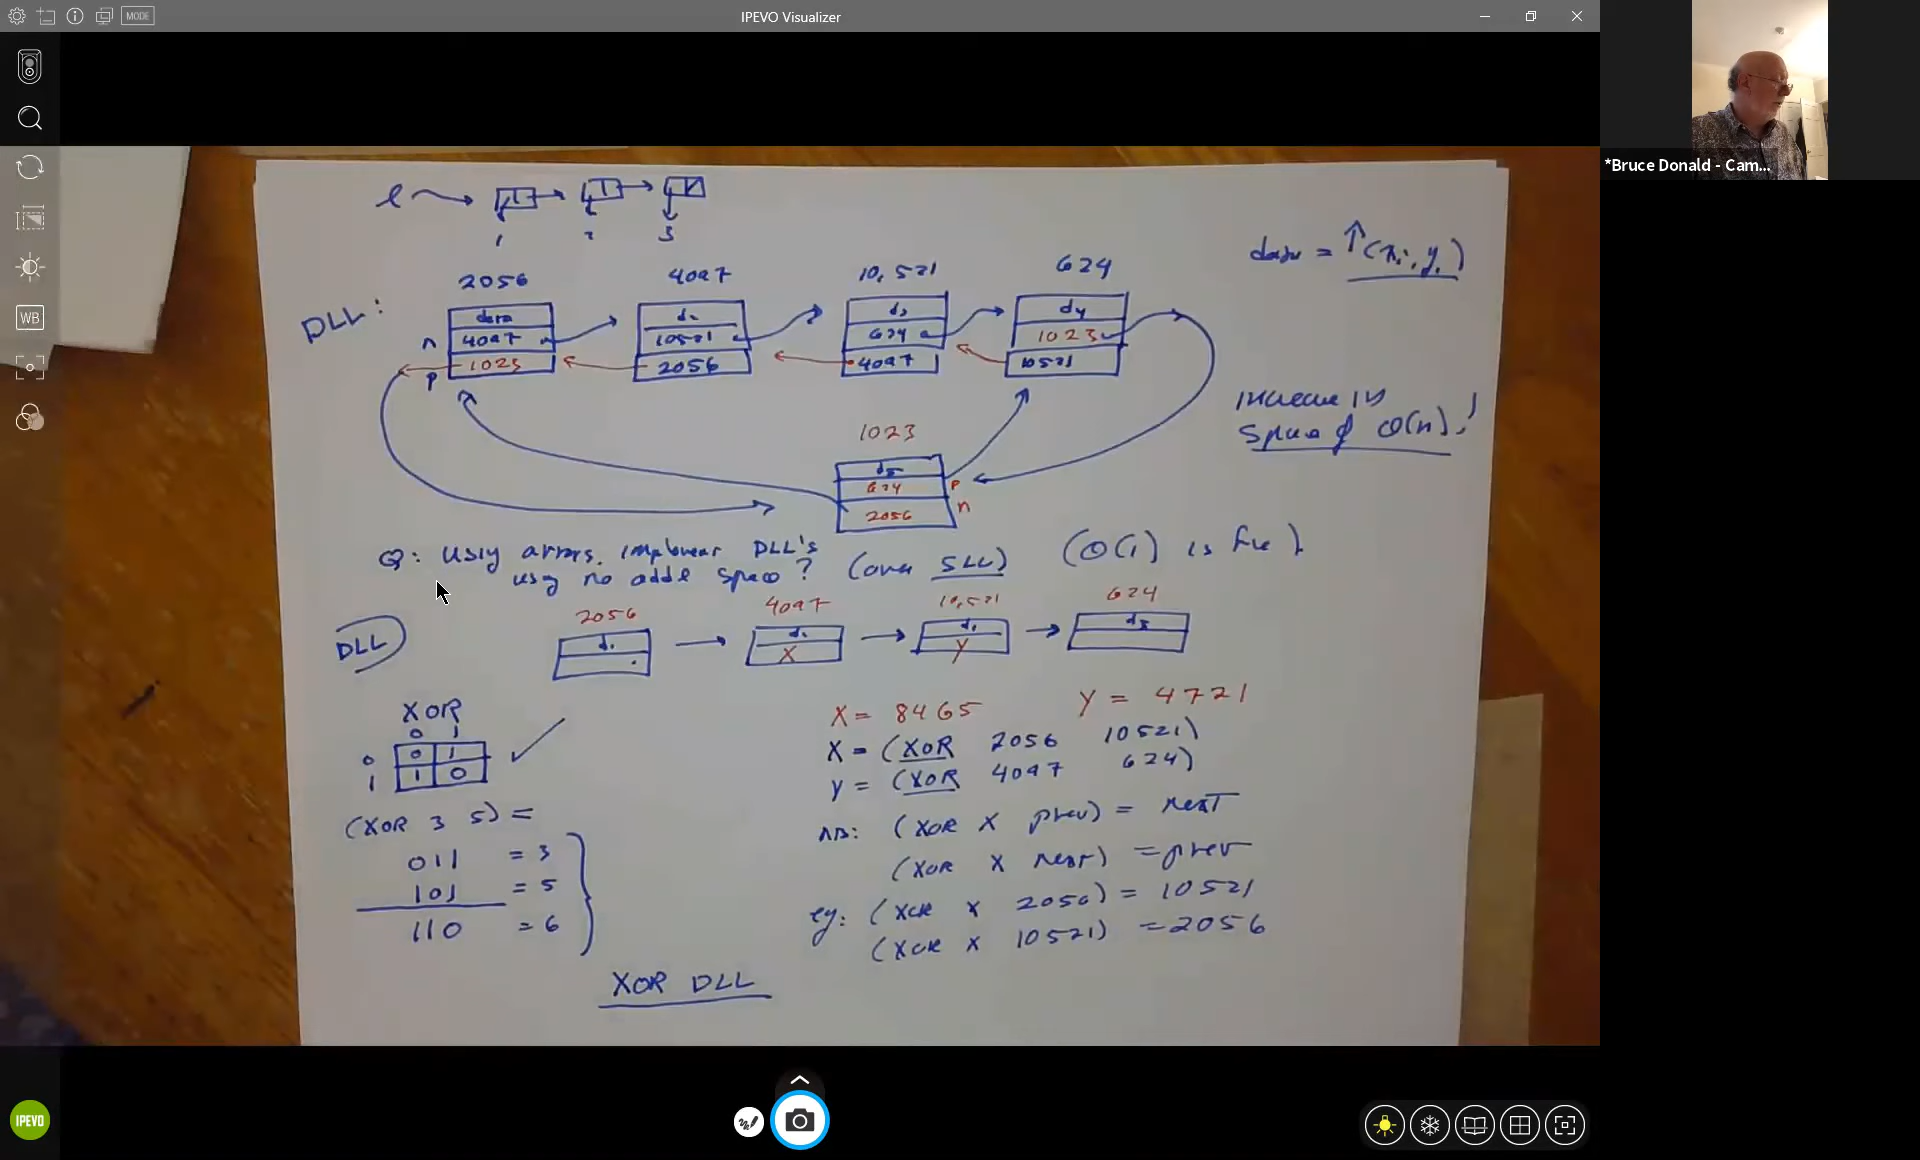 MODE
IPEVO Visualizer
*Bruce Donald - Cam...
WB
l
1 2 3
data = ↑(xi, yi)
2056 4097 10,521 624
DLL:
data
n 4097
p 1023
d2
10521
2056
d3
624
4097
d4
1023
10521
Increase in
Space of O(n)!
1023
d5
624 p
2056 n
Q: Using arrays, implement DLL's
using no add'l space? (over SLL) (O(1) is fine)
2056 4097 10,521 624
DLL
d1
X
Y
XOR
0 1
0 0 1
1 1 0
(XOR 3 5) =
011 = 3
101 = 5
110 = 6
X = 8465 Y = 4721
X = (XOR 2056 10521)
Y = (XOR 4097 624)
NB: (XOR X prev) = next
(XOR X next) = prev
eg: (XOR X 2056) = 10521
(XOR X 10521) = 2056
XOR DLL
IPEVO